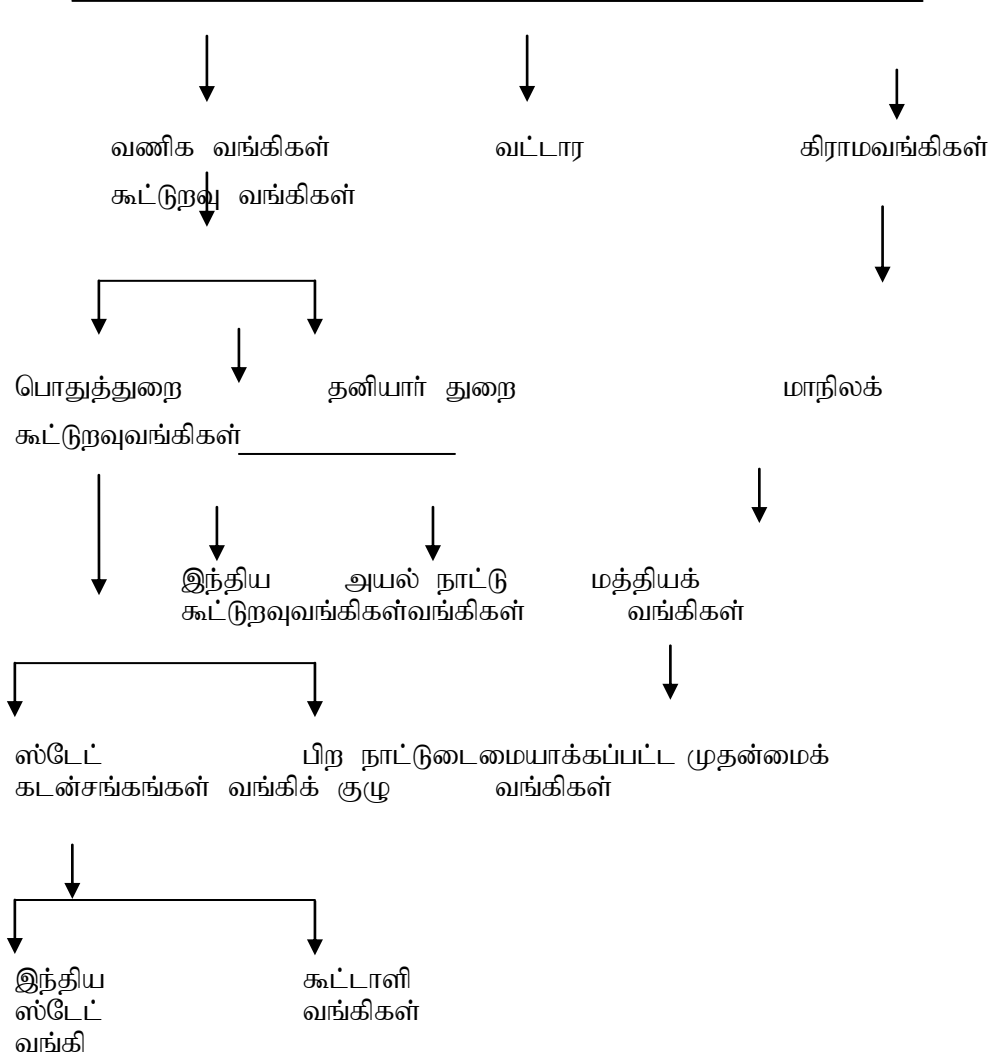 வணிக வங்கிகள் வட்டார கிராமவங்கிகள்
கூட்டுறவு வங்கிகள்
பொதுத்துறை தனியார் துறை மாநிலக்
கூட்டுறவுவங்கிகள்
இந்திய அயல் நாட்டு மத்தியக்
கூட்டுறவுவங்கிகள்வங்கிகள் வங்கிகள்
ஸ்டேட் பிற நாட்டுடைமையாக்கப்பட்ட முதன்மைக்
கடன்சங்கங்கள் வங்கிக் குழு வங்கிகள்
இந்திய கூட்டாளி
ஸ்டேட் வங்கிகள்
வங்கி